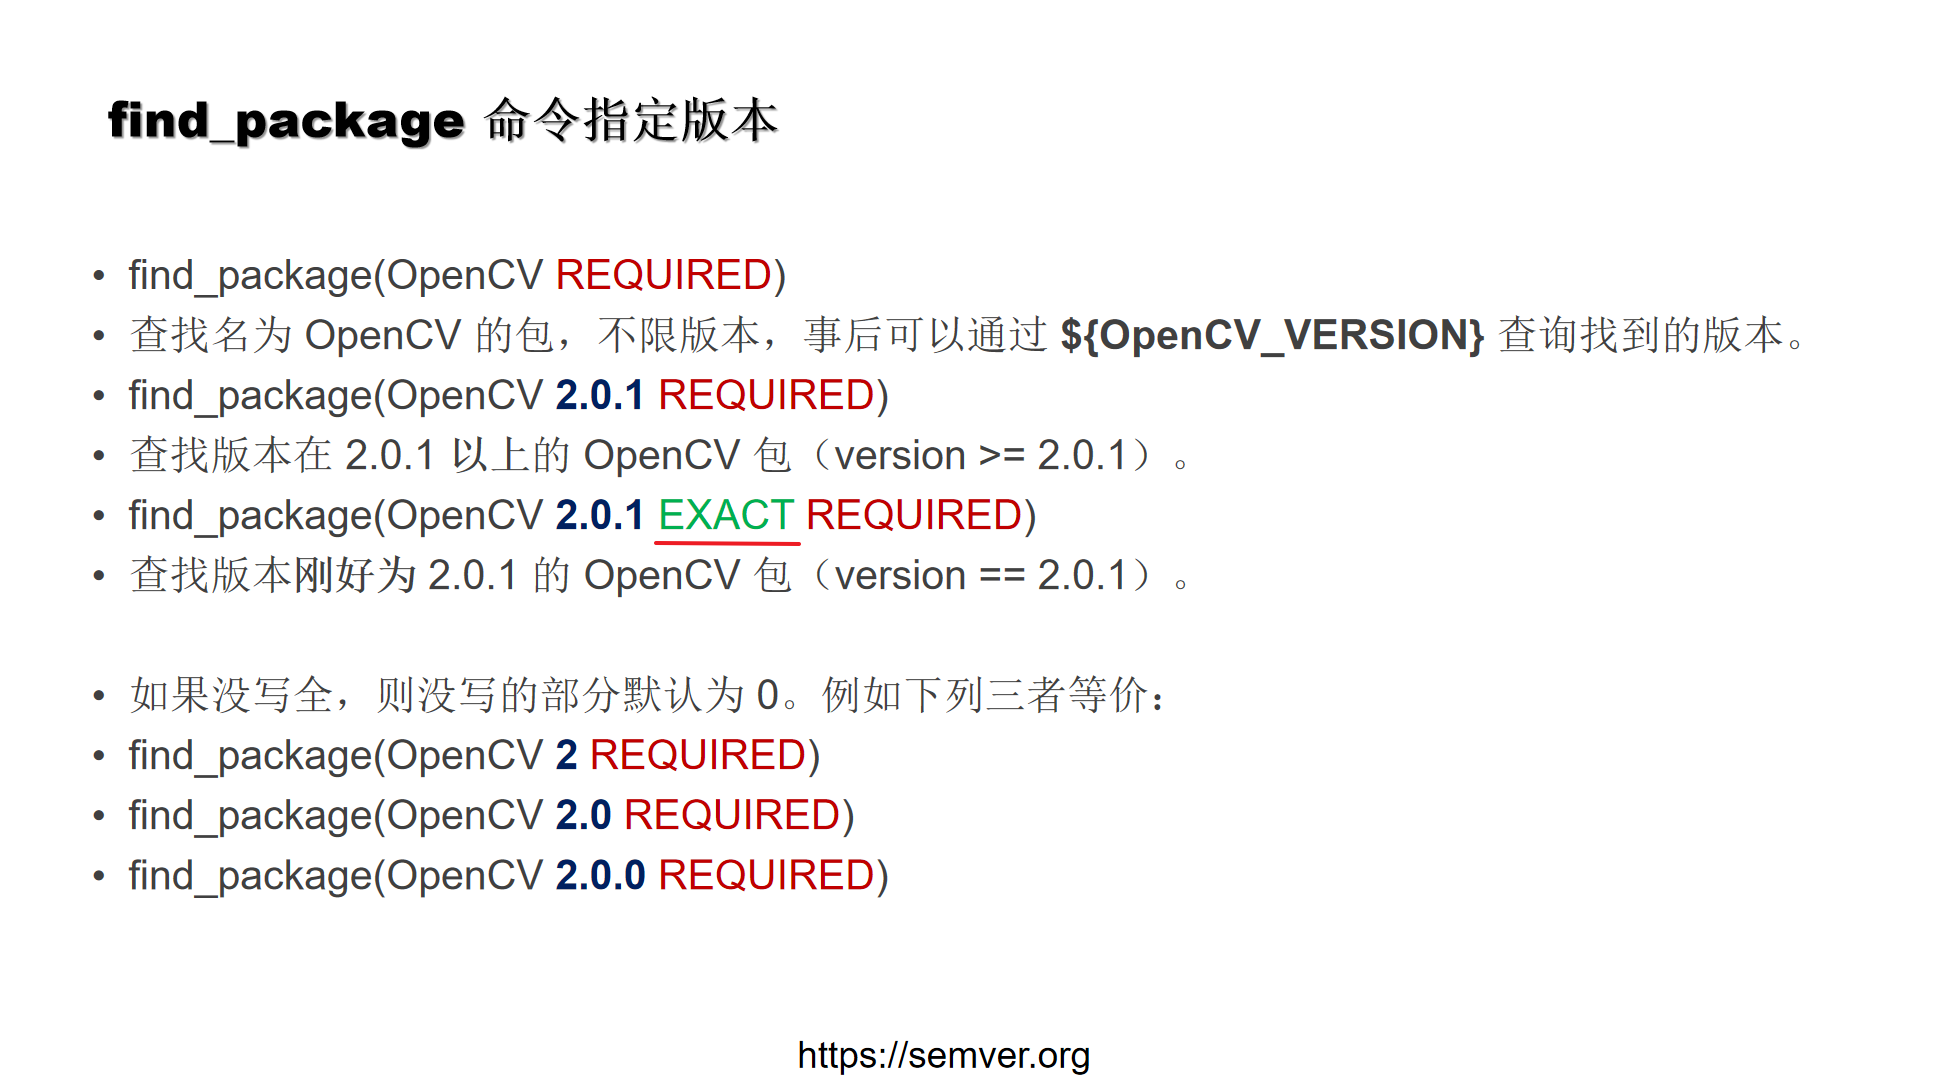 find_package 命令指定版本
• find_package(OpenCV REQUIRED)
• 查找名为 OpenCV 的包，不限版本，事后可以通过 ${OpenCV_VERSION} 查询找到的版本。
• find_package(OpenCV 2.0.1 REQUIRED)
• 查找版本在 2.0.1 以上的 OpenCV 包（version >= 2.0.1）。
• find_package(OpenCV 2.0.1 EXACT REQUIRED)
• 查找版本刚好为 2.0.1 的 OpenCV 包（version == 2.0.1）。
• 如果没写全，则没写的部分默认为 0。例如下列三者等价：
• find_package(OpenCV 2 REQUIRED)
• find_package(OpenCV 2.0 REQUIRED)
• find_package(OpenCV 2.0.0 REQUIRED)
https://semver.org